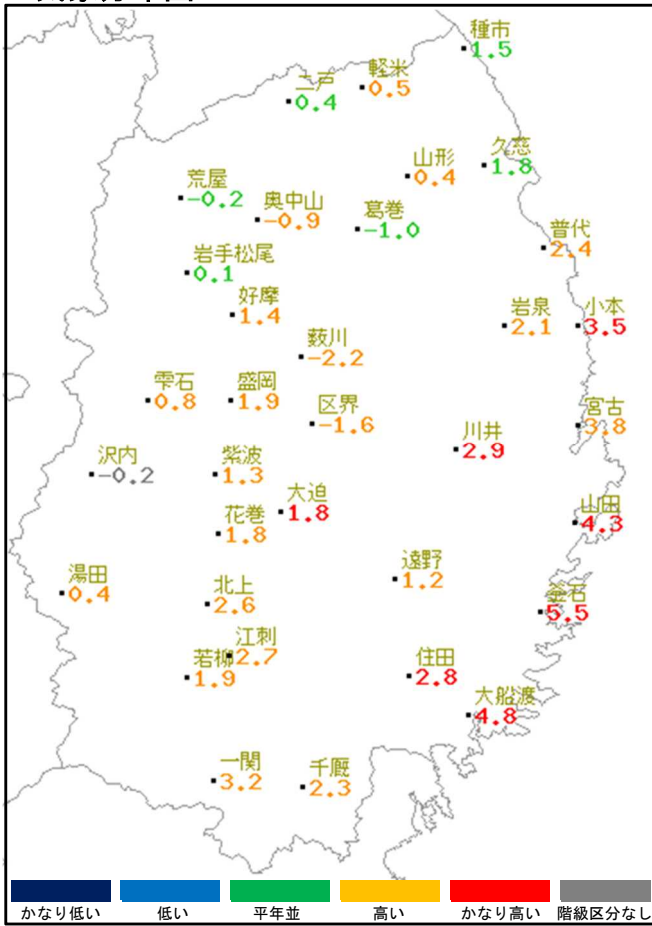 種市
1.5
軽米
0.5
二戸
0.4
山形
0.4
久慈
1.8
荒屋
-0.2
奥中山
-0.9
葛巻
-1.0
普代
2.4
岩手松尾
0.1
好摩
1.4
岩泉
2.1
小本
3.5
薮川
-2.2
雫石
0.8
盛岡
1.9
区界
-1.6
宮古
3.8
川井
2.9
沢内
-0.2
紫波
1.3
大迫
1.8
花巻
1.8
山田
4.3
湯田
0.4
北上
2.6
遠野
1.2
釜石
5.5
江刺
2.7
若柳
1.9
住田
2.8
大船渡
4.8
一関
3.2
千厩
2.3
かなり低い 低い 平年並 高い かなり高い 階級区分なし